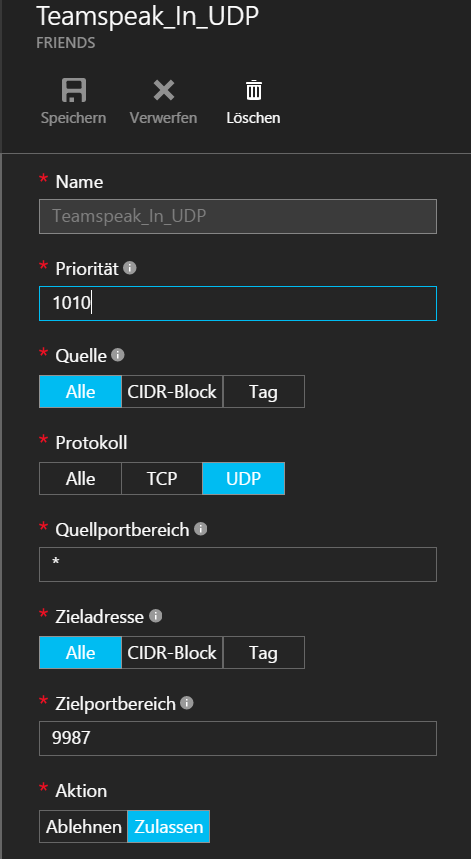 Teamspeak_In_UDP
FRIENDS
Speichern Verwerfen Löschen
* Name
Teamspeak_In_UDP
* Priorität
1010
* Quelle
Alle CIDR-Block Tag
* Protokoll
Alle TCP UDP
* Quellportbereich
*
* Zieladresse
Alle CIDR-Block Tag
* Zielportbereich
9987
* Aktion
Ablehnen Zulassen